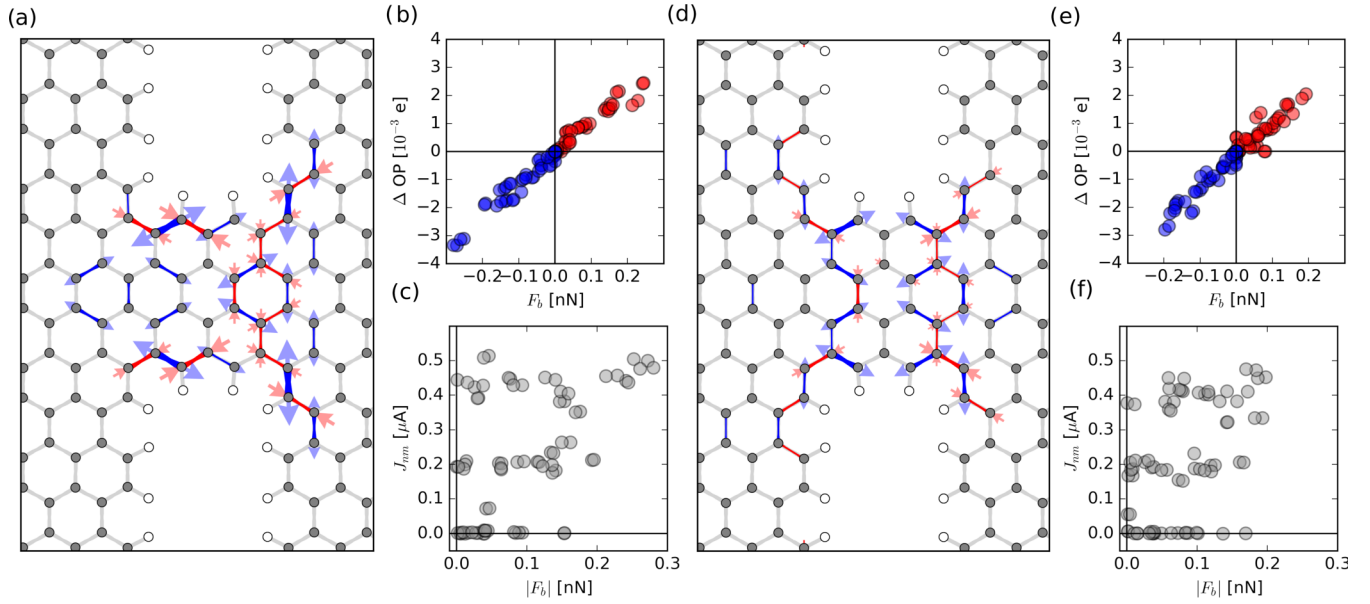 (a)
(b)
4
3
2
1
0
−1
−2
−3
−4
Δ OP [10⁻³ e]
−0.2 −0.1 0.0 0.1 0.2
F_b [nN]
(c)
0.5
0.4
0.3
0.2
0.1
0.0
J_nm [μA]
0.0 0.1 0.2 0.3
|F_b| [nN]
(d)
(e)
4
3
2
1
0
−1
−2
−3
−4
Δ OP [10⁻³ e]
−0.2 −0.1 0.0 0.1 0.2
F_b [nN]
(f)
0.5
0.4
0.3
0.2
0.1
0.0
J_nm [μA]
0.0 0.1 0.2 0.3
|F_b| [nN]